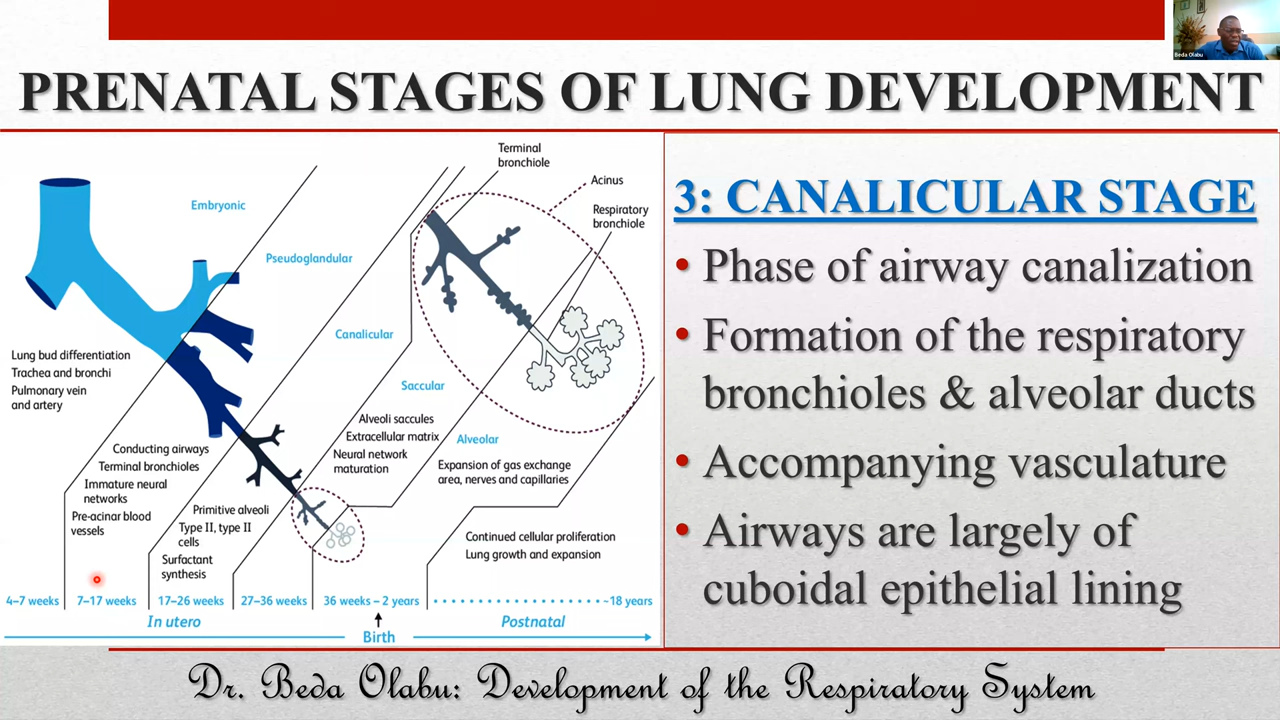 Beda Olabu
PRENATAL STAGES OF LUNG DEVELOPMENT
Terminal
bronchiole
Acinus
Respiratory
bronchiole
Embryonic
Pseudoglandular
Canalicular
Saccular
Alveolar
Lung bud differentiation
Trachea and bronchi
Pulmonary vein
and artery
Conducting airways
Terminal bronchioles
Immature neural
networks
Pre-acinar blood
vessels
Primitive alveoli
Type II, type II
cells
Surfactant
synthesis
Alveoli saccules
Extracellular matrix
Neural network
maturation
Expansion of gas exchange
area, nerves and capillaries
Continued cellular proliferation
Lung growth and expansion
4–7 weeks
7–17 weeks
17–26 weeks
27–36 weeks
36 weeks – 2 years
~18 years
In utero
Birth
Postnatal
3: CANALICULAR STAGE
• Phase of airway canalization
• Formation of the respiratory
bronchioles & alveolar ducts
• Accompanying vasculature
• Airways are largely of
cuboidal epithelial lining
Dr. Beda Olabu: Development of the Respiratory System